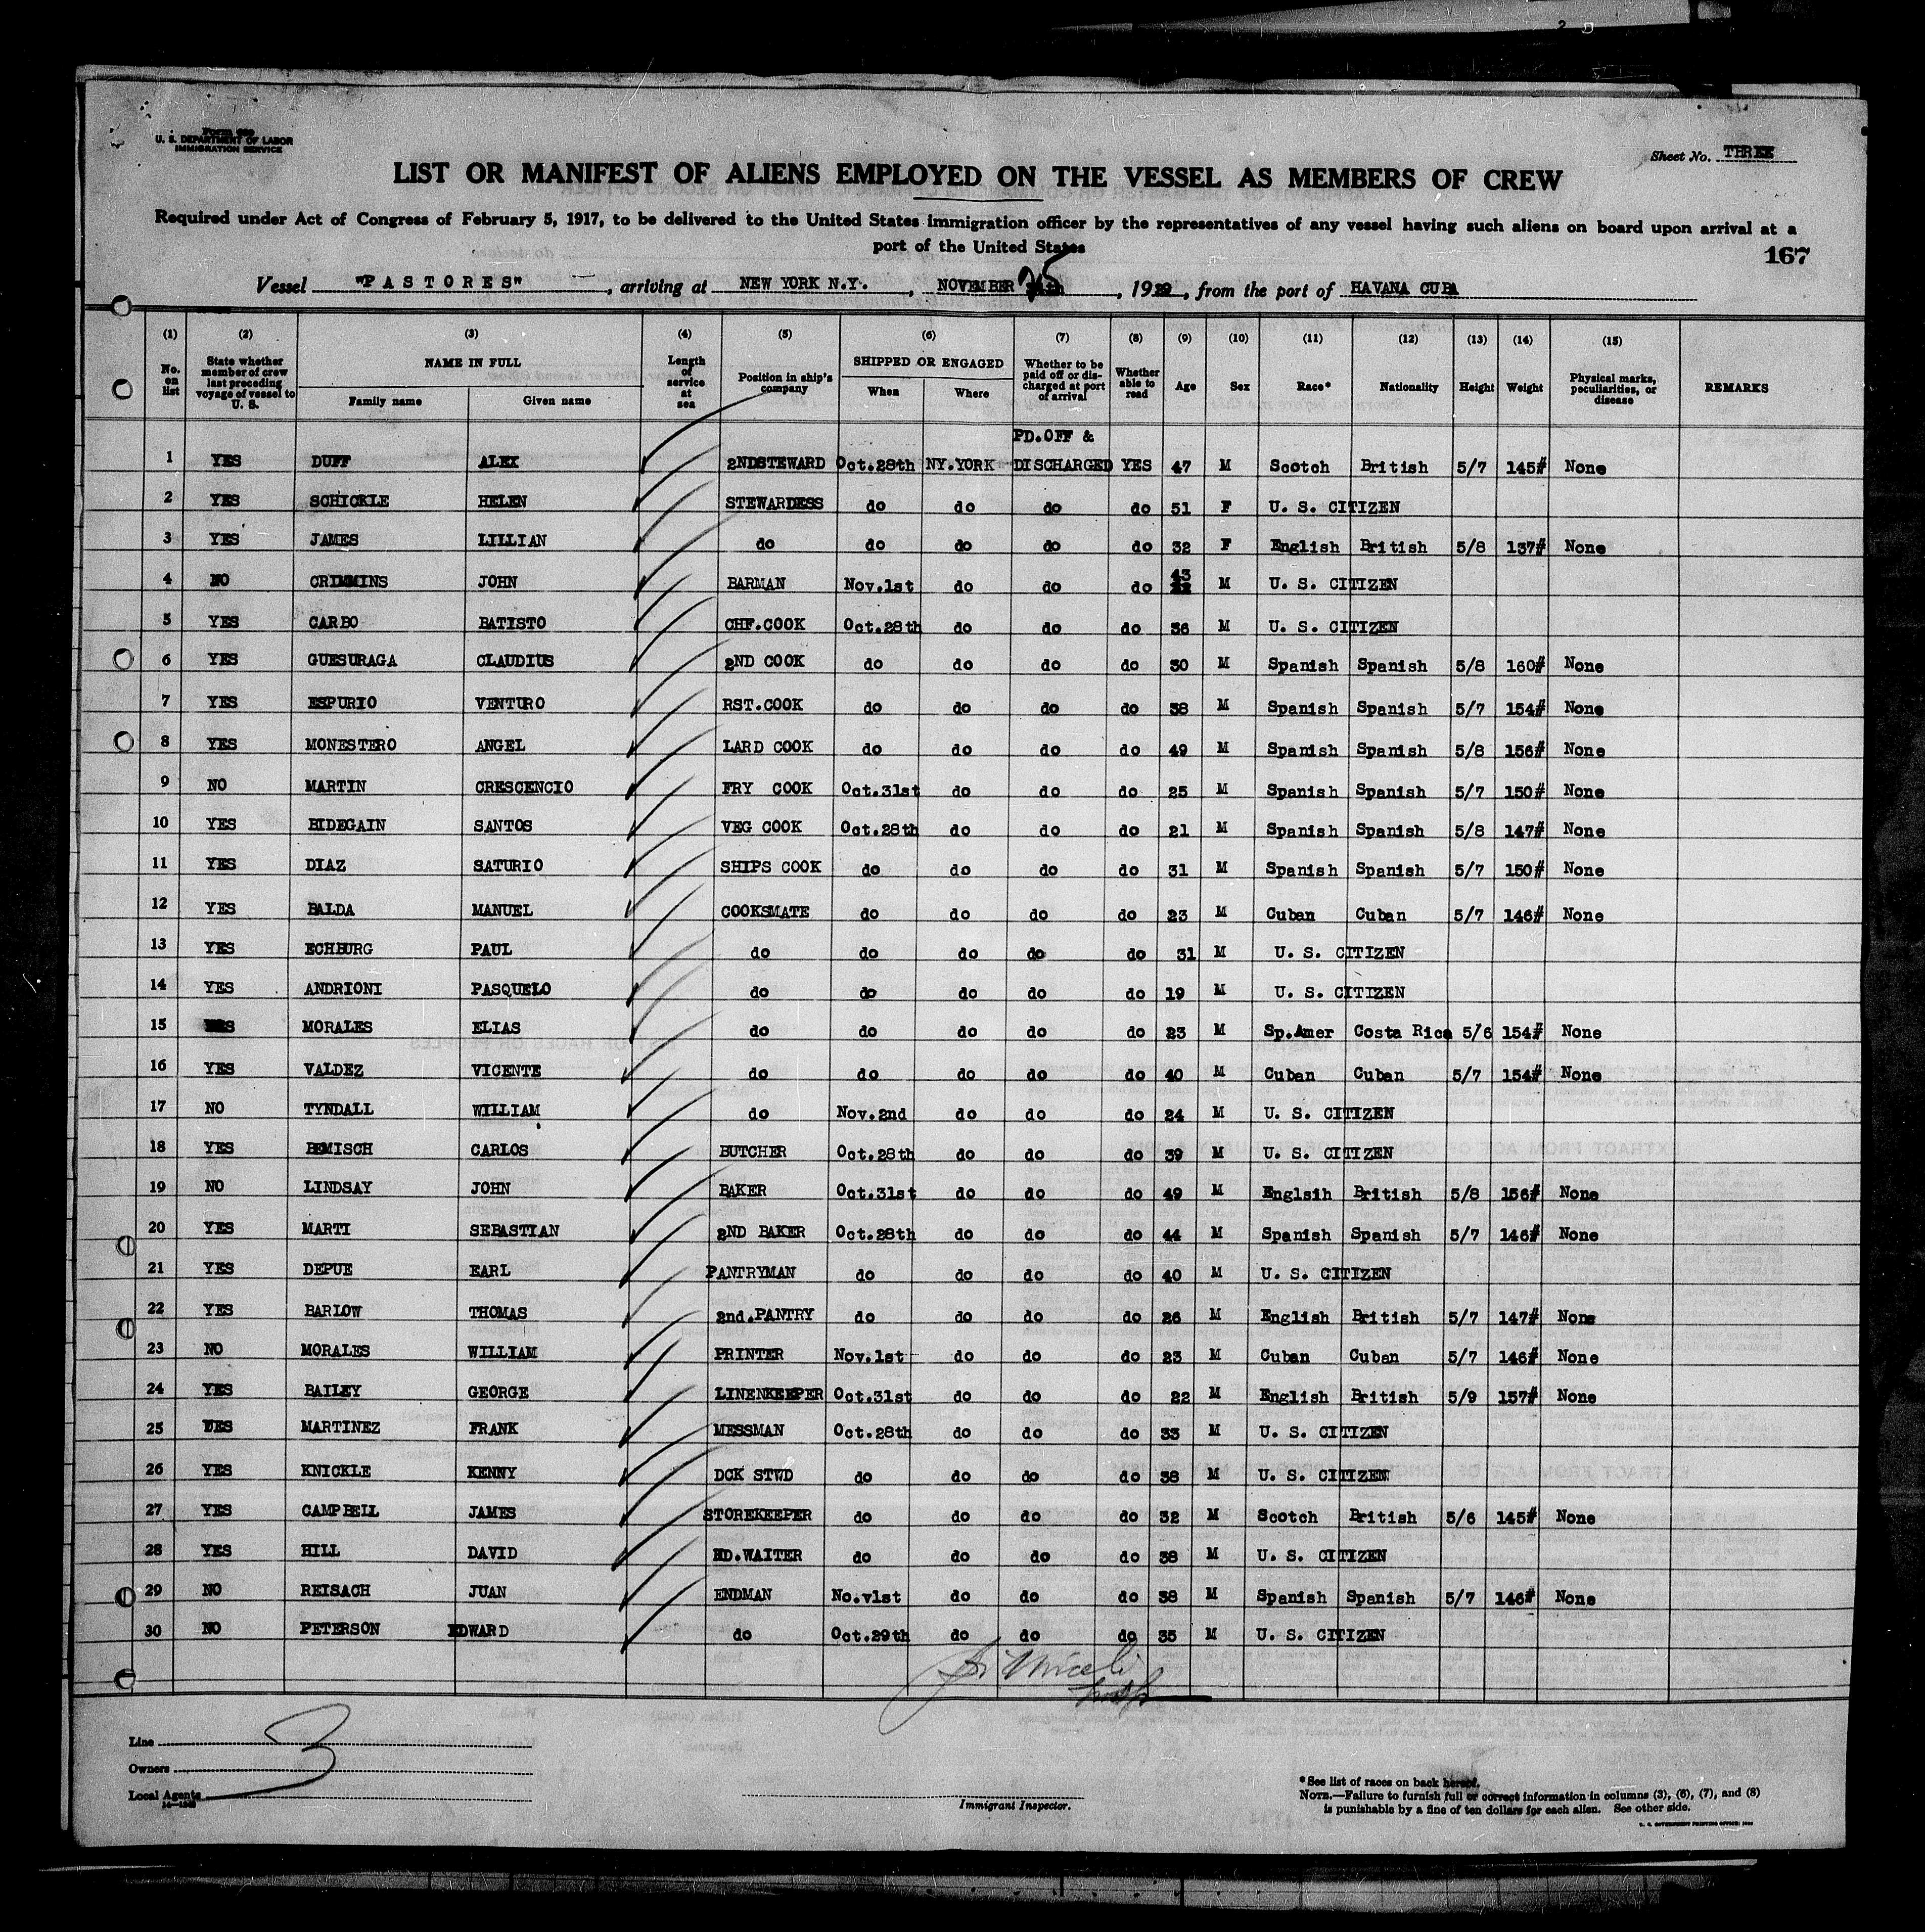 Form 689
U. S. DEPARTMENT OF LABOR
IMMIGRATION SERVICE
Sheet No. THREE
LIST OR MANIFEST OF ALIENS EMPLOYED ON THE VESSEL AS MEMBERS OF CREW
Required under Act of Congress of February 5, 1917, to be delivered to the United States immigration officer by the representatives of any vessel having such aliens on board upon arrival at a
port of the United States
167
Vessel "PASTORES", arriving at NEW YORK N.Y., NOVEMBER 25, 1929, from the port of HAVANA CUBA
(1) (2) (3) (4) (5) (6) (7) (8) (9) (10) (11) (12) (13) (14) (15)
No. on list State whether member of crew last preceding voyage of vessel to U. S. NAME IN FULL Family name Given name Length of service at sea Position in ship's company SHIPPED OR ENGAGED When Where Whether to be paid off or discharged at port of arrival Whether able to read Age Sex Race* Nationality Height Weight Physical marks, peculiarities, or disease REMARKS
PD.OFF &
1 YES DUFF ALEX 2NDSTEWARD Oct.28th NY.YORK DISCHARGED YES 47 M Scotch British 5/7 145# None
2 YES SCHICKLE HELEN STEWARDESS do do do do 51 F U. S. CITIZEN
3 YES JAMES LILLIAN do do do do do 32 F English British 5/8 137# None
4 NO CRIMMINS JOHN BARMAN Nov.1st do do do 43 M U. S. CITIZEN
5 YES CARBO BATISTO CHF.COOK Oct.28th do do do 36 M U. S. CITIZEN
6 YES GUESURAGA CLAUDIUS 2ND COOK do do do do 30 M Spanish Spanish 5/8 160# None
7 YES ESPURIO VENTURO RST.COOK do do do do 38 M Spanish Spanish 5/7 154# None
8 YES MONESTERO ANGEL LARD COOK do do do do 49 M Spanish Spanish 5/8 156# None
9 NO MARTIN CRESCENCIO FRY COOK Oct.31st do do do 25 M Spanish Spanish 5/7 150# None
10 YES BIDEGAIN SANTOS VEG COOK Oct.28th do do do 21 M Spanish Spanish 5/8 147# None
11 YES DIAZ SATURIO SHIPS COOK do do do do 31 M Spanish Spanish 5/7 150# None
12 YES BALDA MANUEL COOKSMATE do do do do 23 M Cuban Cuban 5/7 146# None
13 YES ECHBURG PAUL do do do do do 31 M U. S. CITIZEN
14 YES ANDRIONI PASQUELO do do do do do 19 M U. S. CITIZEN
15 YES MORALES ELIAS do do do do do 23 M Sp.Amer Costa Rica 5/6 154# None
16 YES VALDEZ VICENTE do do do do do 40 M Cuban Cuban 5/7 154# None
17 NO TYNDALL WILLIAM do Nov.2nd do do do 24 M U. S. CITIZEN
18 YES BEMISCH CARLOS BUTCHER Oct.28th do do do 39 M U. S. CITIZEN
19 NO LINDSAY JOHN BAKER Oct.31st do do do 49 M Englsih British 5/8 156# None
20 YES MARTI SEBASTIAN 2ND BAKER Oct.28th do do do 44 M Spanish Spanish 5/7 146# None
21 YES DEPUE EARL PANTRYMAN do do do do 40 M U. S. CITIZEN
22 YES BARLOW THOMAS 2nd.PANTRY do do do do 26 M English British 5/7 147# None
23 NO MORALES WILLIAM PRINTER Nov.1st do do do 23 M Cuban Cuban 5/7 146# None
24 YES BAILEY GEORGE LINENKEEPER Oct.31st do do do 22 M English British 5/9 157# None
25 UES MARTINEZ FRANK MESSMAN Oct.28th do do do 33 M U. S. CITIZEN
26 YES KNICKLE KENNY DCK STWD do do do do 38 M U. S. CITIZEN
27 YES CAMPBELL JAMES STOREKEEPER do do do do 32 M Scotch British 5/6 145# None
28 YES HILL DAVID HD.WAITER do do do do 38 M U. S. CITIZEN
29 NO REISACH JUAN ENDMAN No.v1st do do do 38 M Spanish Spanish 5/7 146# None
30 NO PETERSON EDWARD do Oct.29th do do do 35 M U. S. CITIZEN
Line
3
Owners
Local Agents
Immigrant Inspector.
*See list of races on back hereof.
NOTE.—Failure to furnish full or correct information in columns (3), (6), (7), and (8)
is punishable by a fine of ten dollars for each alien. See other side.